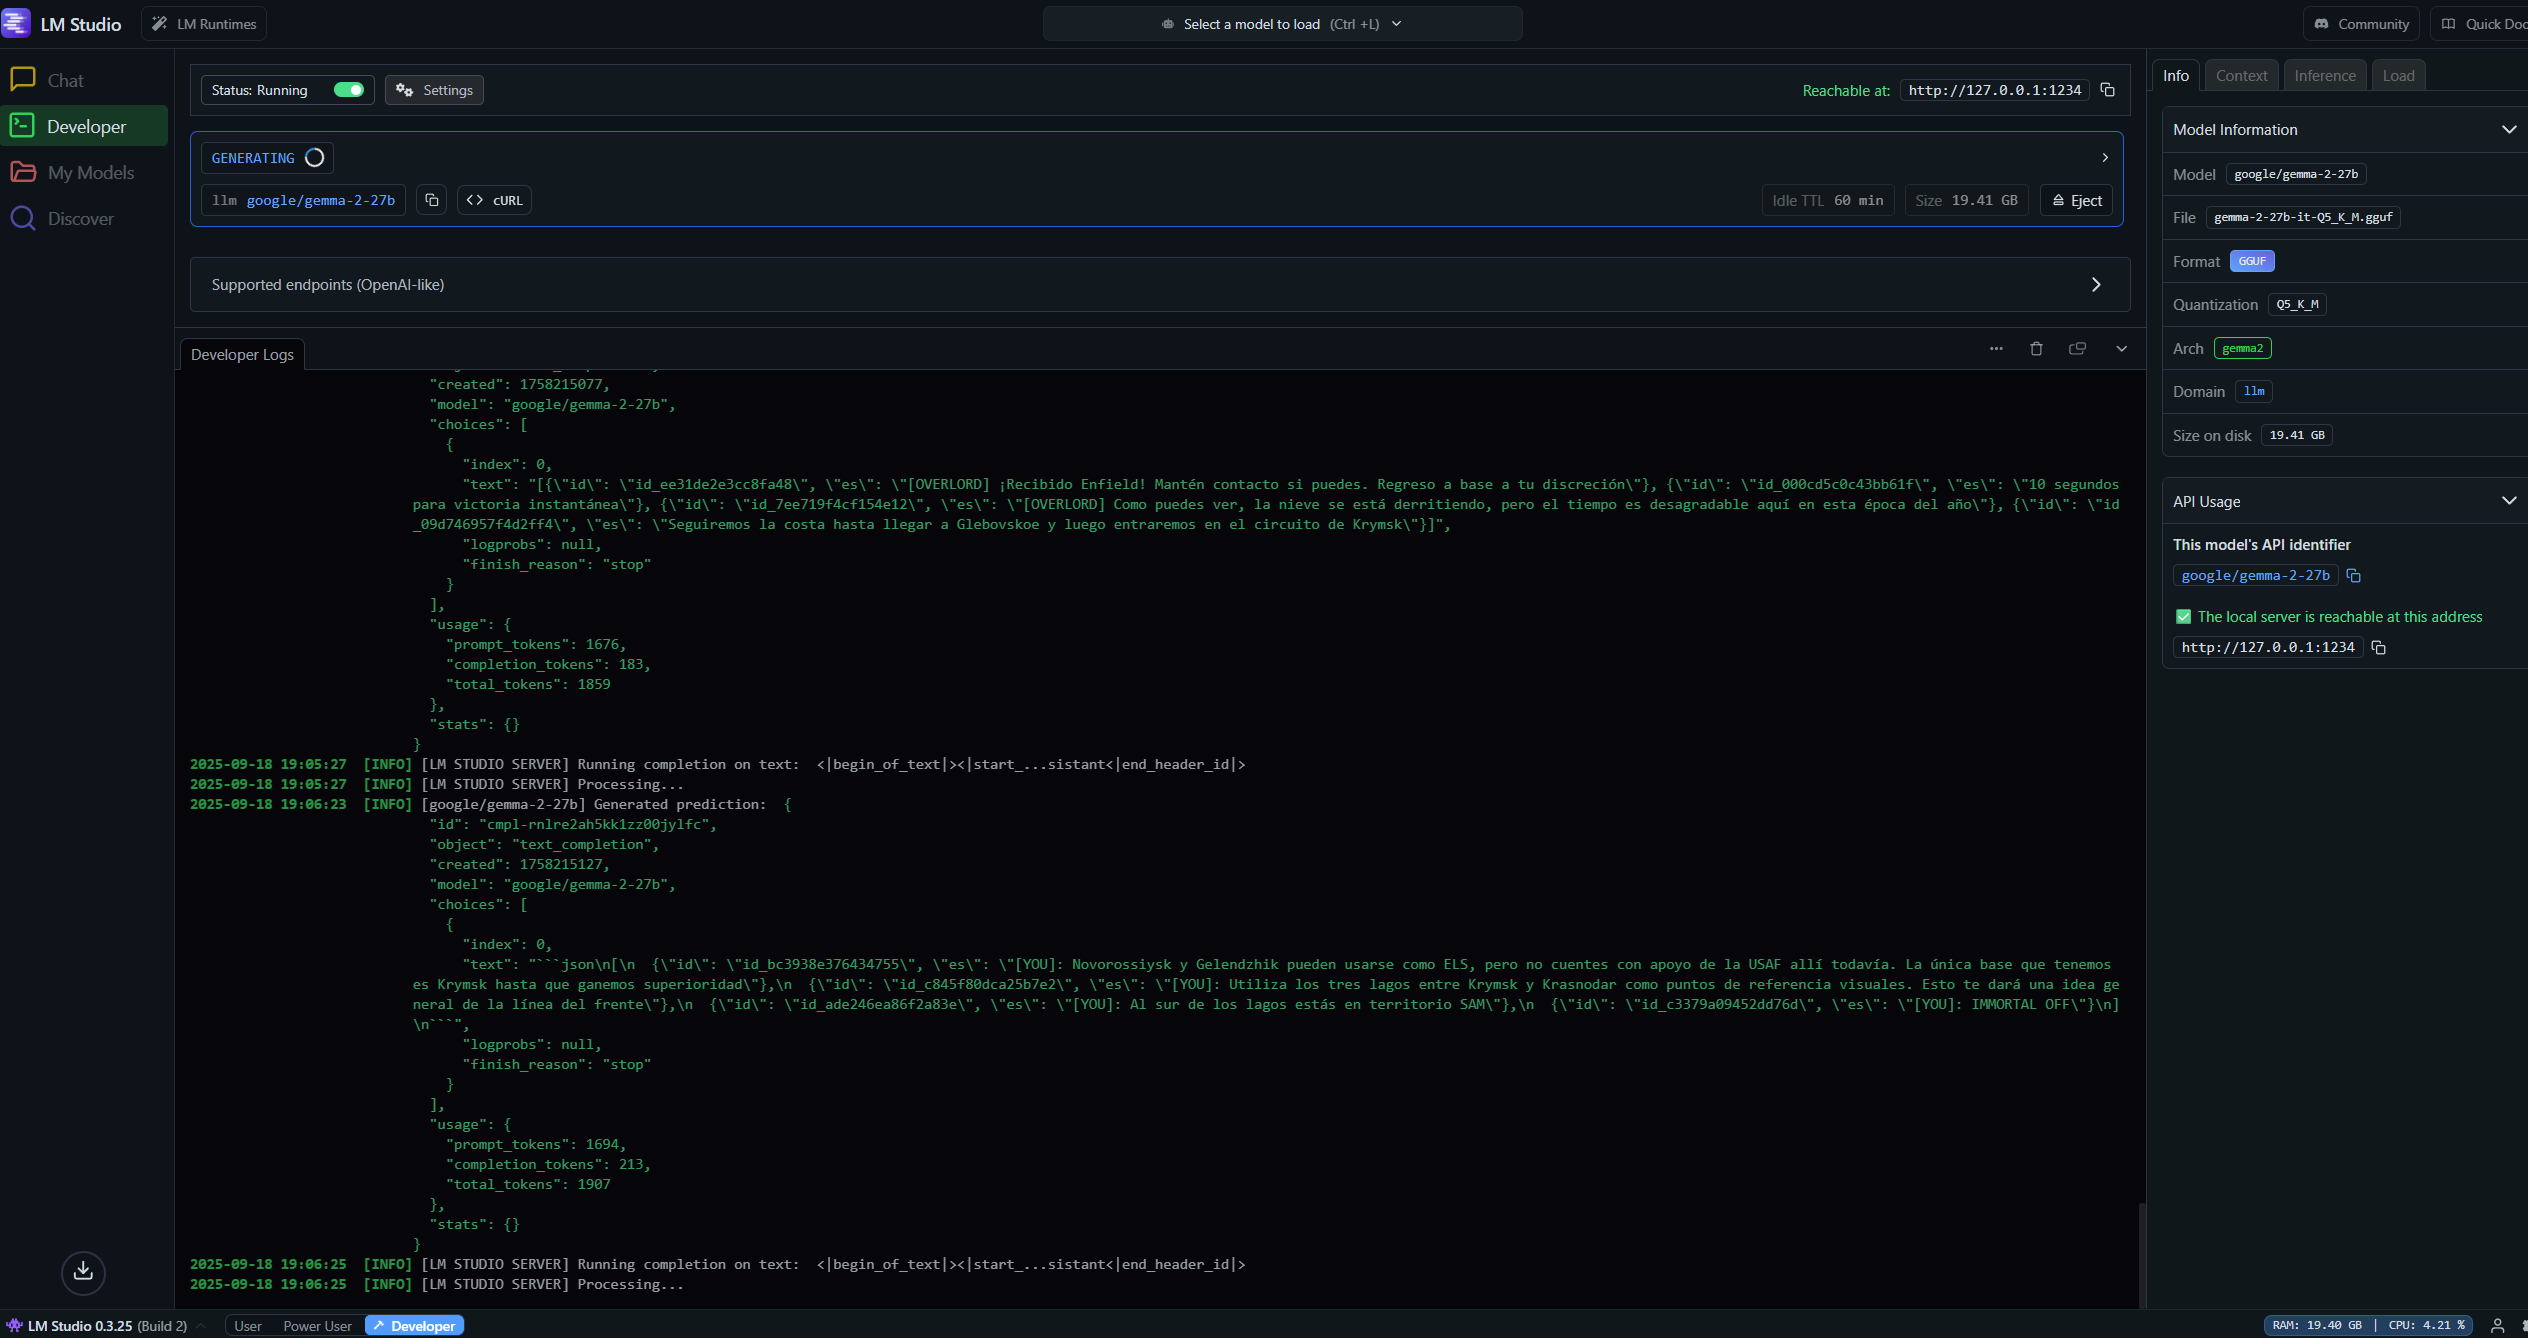 LM Studio
LM Runtimes
Select a model to load (Ctrl +L)
Community
Quick Doc
Chat
Developer
My Models
Discover
Status: Running
Settings
Reachable at: http://127.0.0.1:1234
GENERATING
llm google/gemma-2-27b
cURL
Idle TTL 60 min
Size 19.41 GB
Eject
Supported endpoints (OpenAI-like)
Developer Logs
"created": 1758215077,
"model": "google/gemma-2-27b",
"choices": [
{
"index": 0,
"text": "[{\"id\": \"id_ee31de2e3cc8fa48\", \"es\": \"[OVERLORD] ¡Recibido Enfield! Mantén contacto si puedes. Regreso a base a tu discreción\"}, {\"id\": \"id_000cd5c0c43bb61f\", \"es\": \"10 segundos
para victoria instantánea\"}, {\"id\": \"id_7ee719f4cf154e12\", \"es\": \"[OVERLORD] Como puedes ver, la nieve se está derritiendo, pero el tiempo es desagradable aquí en esta época del año\"}, {\"id\": \"id
_09d746957f4d2ff4\", \"es\": \"Seguiremos la costa hasta llegar a Glebovskoe y luego entraremos en el circuito de Krymsk\"}]",
"logprobs": null,
"finish_reason": "stop"
}
],
"usage": {
"prompt_tokens": 1676,
"completion_tokens": 183,
"total_tokens": 1859
},
"stats": {}
}
2025-09-18 19:05:27 [INFO] [LM STUDIO SERVER] Running completion on text: <|begin_of_text|><|start_...sistant<|end_header_id|>
2025-09-18 19:05:27 [INFO] [LM STUDIO SERVER] Processing...
2025-09-18 19:06:23 [INFO] [google/gemma-2-27b] Generated prediction: {
"id": "cmpl-rnlre2ah5kk1zz00jylfc",
"object": "text_completion",
"created": 1758215127,
"model": "google/gemma-2-27b",
"choices": [
{
"index": 0,
"text": "```json\n[\n  {\"id\": \"id_bc3938e376434755\", \"es\": \"[YOU]: Novorossiysk y Gelendzhik pueden usarse como ELS, pero no cuentes con apoyo de la USAF allí todavía. La única base que tenemos
es Krymsk hasta que ganemos superioridad\"},\n  {\"id\": \"id_c845f80dca25b7e2\", \"es\": \"[YOU]: Utiliza los tres lagos entre Krymsk y Krasnodar como puntos de referencia visuales. Esto te dará una idea ge
neral de la línea del frente\"},\n  {\"id\": \"id_ade246ea86f2a83e\", \"es\": \"[YOU]: Al sur de los lagos estás en territorio SAM\"},\n  {\"id\": \"id_c3379a09452dd76d\", \"es\": \"[YOU]: IMMORTAL OFF\"}\n]
\n```",
"logprobs": null,
"finish_reason": "stop"
}
],
"usage": {
"prompt_tokens": 1694,
"completion_tokens": 213,
"total_tokens": 1907
},
"stats": {}
}
2025-09-18 19:06:25 [INFO] [LM STUDIO SERVER] Running completion on text: <|begin_of_text|><|start_...sistant<|end_header_id|>
2025-09-18 19:06:25 [INFO] [LM STUDIO SERVER] Processing...
Info
Context
Inference
Load
Model Information
Model google/gemma-2-27b
File gemma-2-27b-it-Q5_K_M.gguf
Format GGUF
Quantization Q5_K_M
Arch gemma2
Domain llm
Size on disk 19.41 GB
API Usage
This model's API identifier
google/gemma-2-27b
The local server is reachable at this address
http://127.0.0.1:1234
LM Studio 0.3.25 (Build 2)
User
Power User
Developer
RAM: 19.40 GB | CPU: 4.21 %